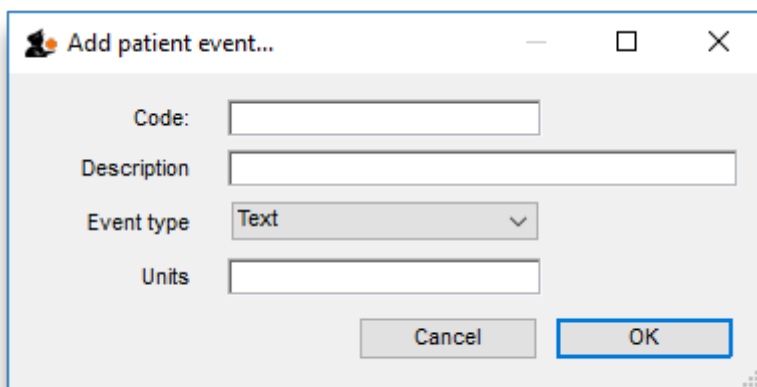 Add patient event...
Code:
Description
Event type Text
Units
Cancel OK